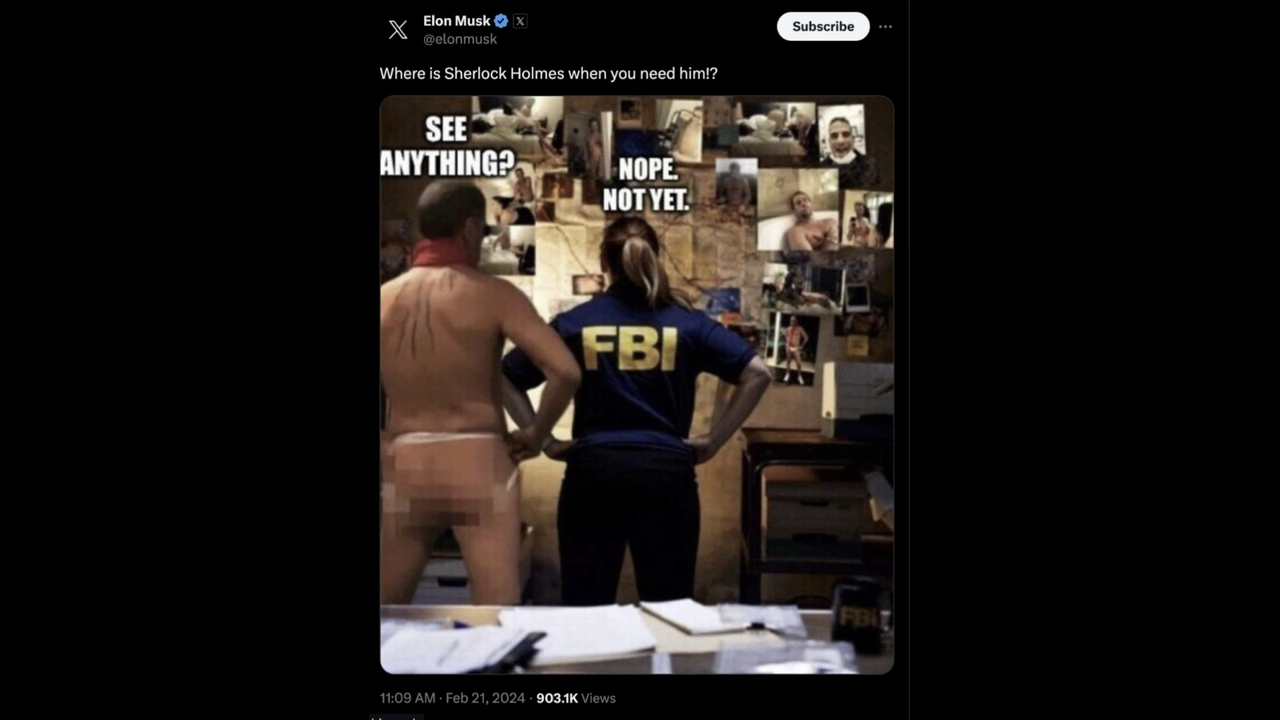 Elon Musk
@elonmusk
Subscribe
Where is Sherlock Holmes when you need him!?
SEE
ANYTHING?
NOPE.
NOT YET.
FBI
FBI
11:09 AM · Feb 21, 2024 · 903.1K Views